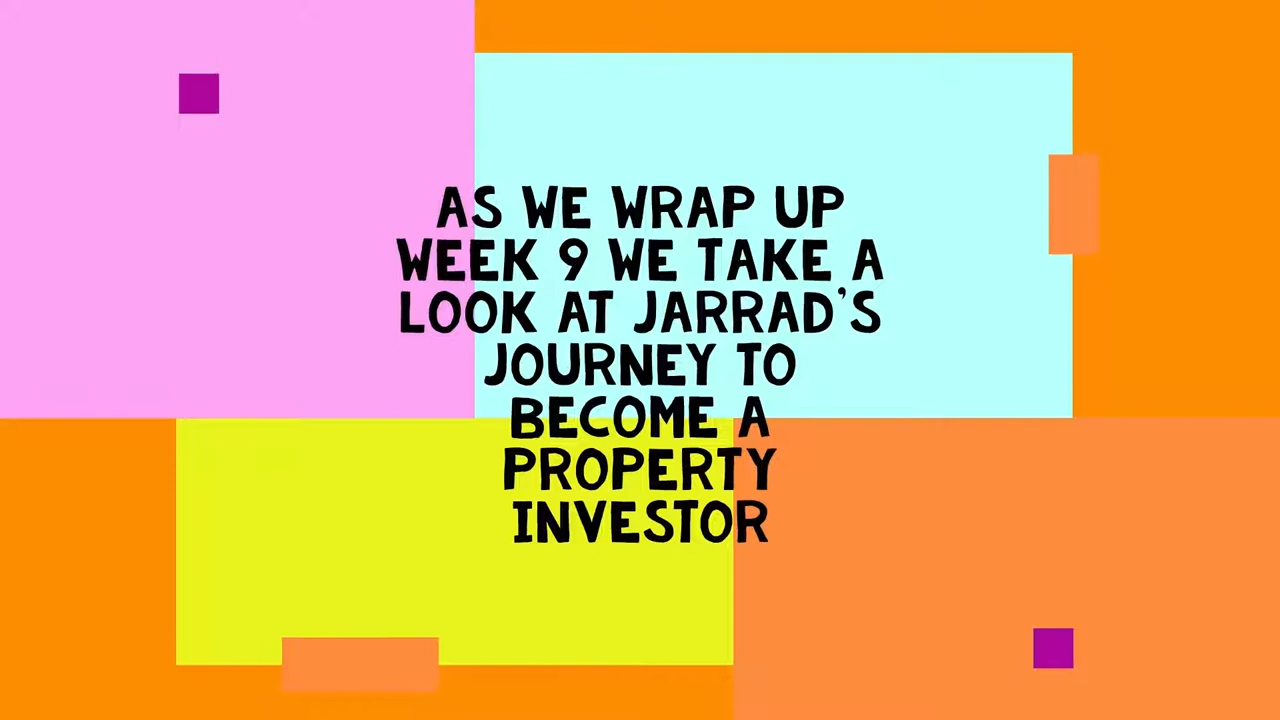 AS WE WRAP UP
WEEK 9 WE TAKE A
LOOK AT JARRAD'S
JOURNEY TO
BECOME A
PROPERTY
INVESTOR